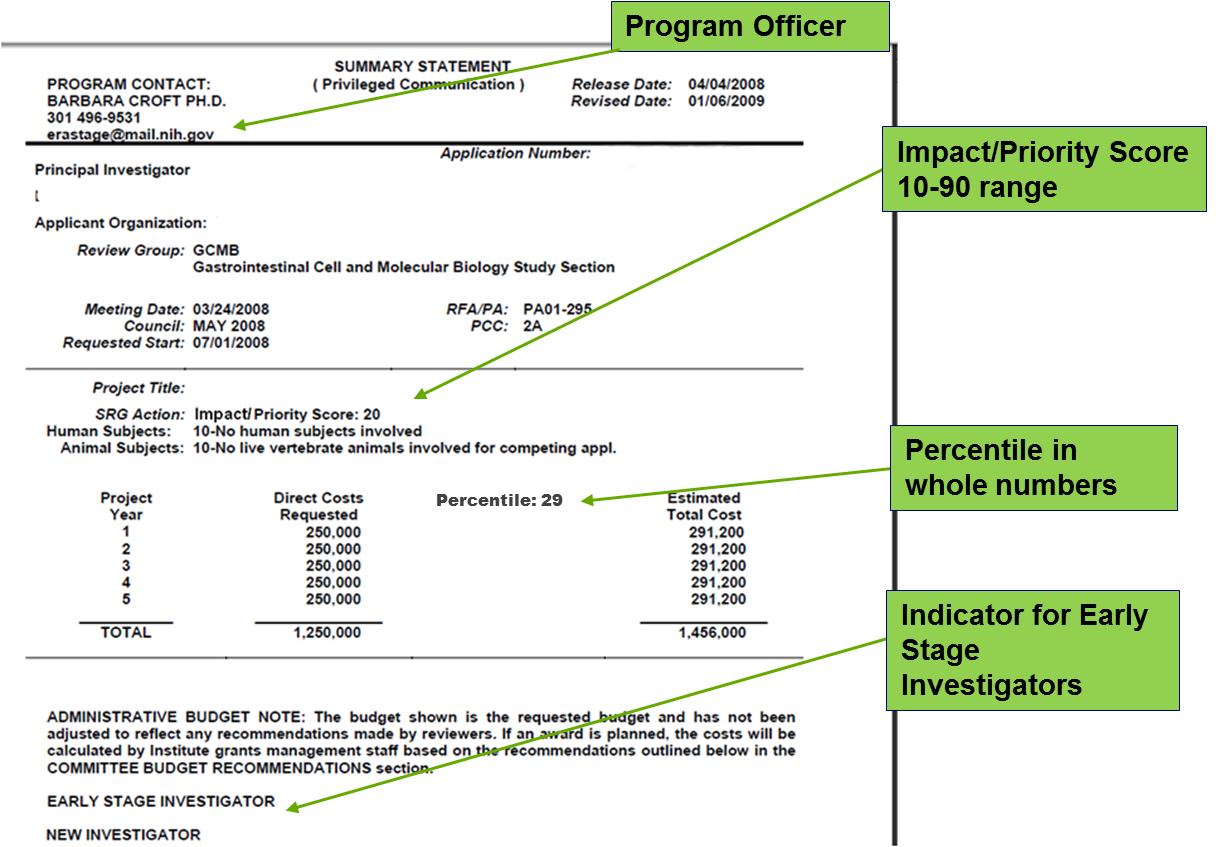 Program Officer
SUMMARY STATEMENT
PROGRAM CONTACT: ( Privileged Communication ) Release Date: 04/04/2008
BARBARA CROFT PH.D. Revised Date: 01/06/2009
301 496-9531
erastage@mail.nih.gov
Application Number:
Principal Investigator
Impact/Priority Score
10-90 range
Applicant Organization:
Review Group: GCMB
Gastrointestinal Cell and Molecular Biology Study Section
Meeting Date: 03/24/2008 RFA/PA: PA01-295
Council: MAY 2008 PCC: 2A
Requested Start: 07/01/2008
Project Title:
SRG Action: Impact/Priority Score: 20
Human Subjects: 10-No human subjects involved
Animal Subjects: 10-No live vertebrate animals involved for competing appl.
Percentile in
whole numbers
Project Direct Costs Percentile: 29 Estimated
Year Requested Total Cost
1 250,000 291,200
2 250,000 291,200
3 250,000 291,200
4 250,000 291,200
5 250,000 291,200
TOTAL 1,250,000 1,456,000
Indicator for Early
Stage
Investigators
ADMINISTRATIVE BUDGET NOTE: The budget shown is the requested budget and has not been
adjusted to reflect any recommendations made by reviewers. If an award is planned, the costs will be
calculated by Institute grants management staff based on the recommendations outlined below in the
COMMITTEE BUDGET RECOMMENDATIONS section.
EARLY STAGE INVESTIGATOR
NEW INVESTIGATOR